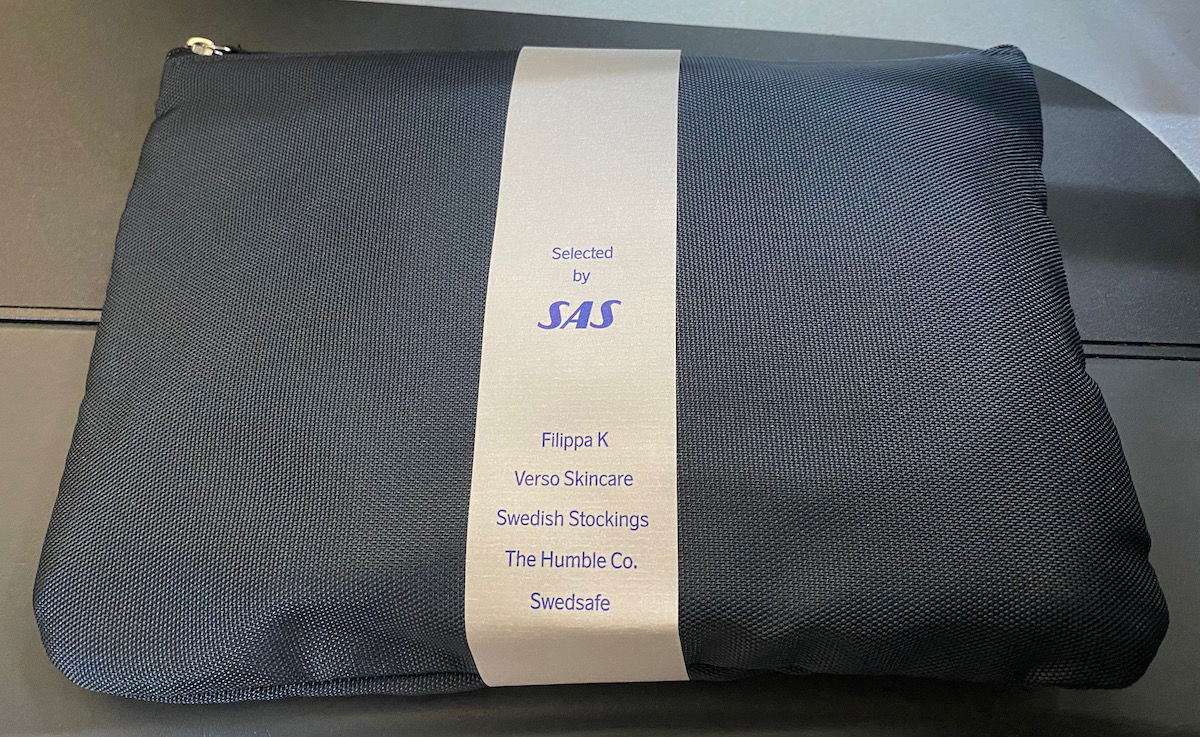 Selected
by
SAS
Filippa K
Verso Skincare
Swedish Stockings
The Humble Co.
Swedsafe